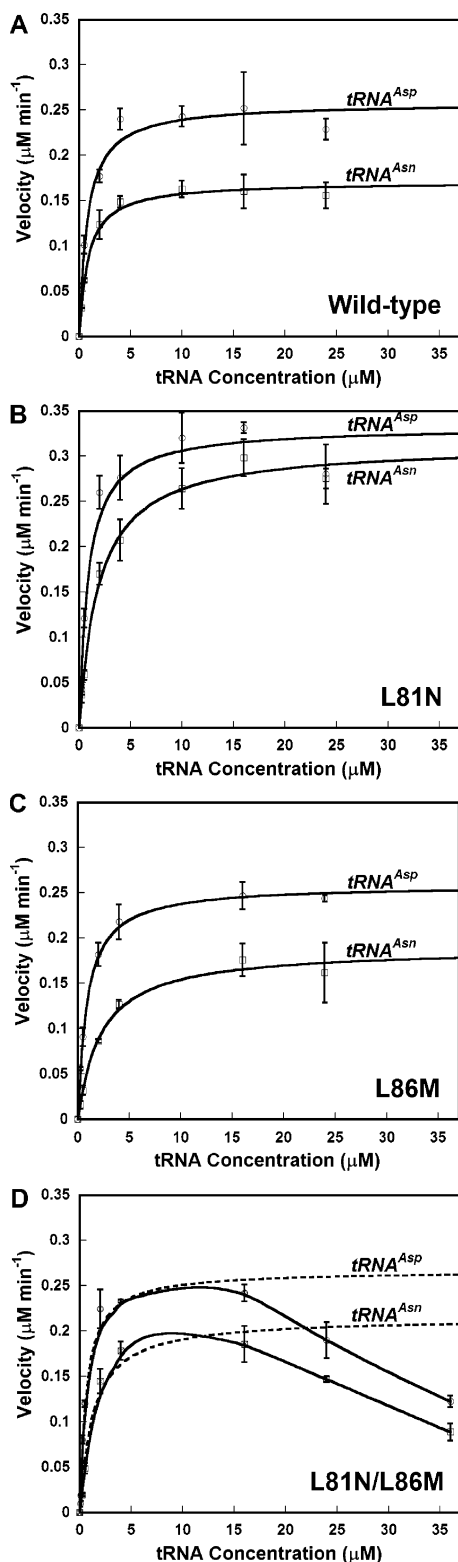 A
0.35
0.3
0.25
0.2
0.15
0.1
0.05
0
Velocity (μM min⁻¹)
tRNA^Asp
tRNA^Asn
Wild-type
0 5 10 15 20 25 30 35
tRNA Concentration (μM)
B
0.35
0.3
0.25
0.2
0.15
0.1
0.05
0
Velocity (μM min⁻¹)
tRNA^Asp
tRNA^Asn
L81N
0 5 10 15 20 25 30 35
tRNA Concentration (μM)
C
0.35
0.3
0.25
0.2
0.15
0.1
0.05
0
Velocity (μM min⁻¹)
tRNA^Asp
tRNA^Asn
L86M
0 5 10 15 20 25 30 35
tRNA Concentration (μM)
D
0.35
0.3
0.25
0.2
0.15
0.1
0.05
0
Velocity (μM min⁻¹)
tRNA^Asp
tRNA^Asn
L81N/L86M
0 5 10 15 20 25 30 35
tRNA Concentration (μM)